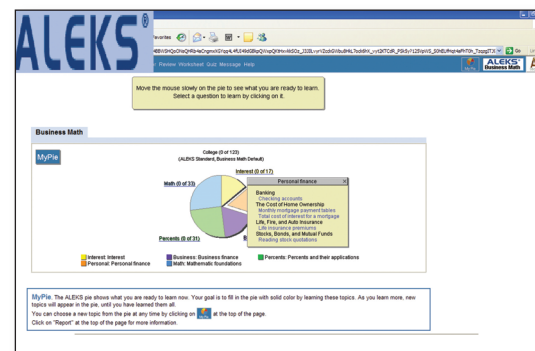 ALEKS®
Favorites
Go
Review Worksheet Quiz Message Help
MyPie
ALEKS®
Business Math
Move the mouse slowly on the pie to see what you are ready to learn.
Select a question to learn by clicking on it.
Business Math
MyPie
College (0 of 123)
(ALEKS Standard, Business Math Default)
Interest (0 of 17)
Math (0 of 33)
Personal finance
Banking
Checking accounts
The Cost of Home Ownership
Monthly mortgage payment tables
Total cost of interest for a mortgage
Life, Fire, and Auto Insurance
Life insurance premiums
Stocks, Bonds, and Mutual Funds
Reading stock quotations
Percents (0 of 31)
B
Interest: Interest
Business: Business finance
Percents: Percents and their applications
Personal: Personal finance
Math: Mathematic foundations
MyPie. The ALEKS pie shows what you are ready to learn now. Your goal is to fill in the pie with solid color by learning these topics. As you learn more, new
topics will appear in the pie, until you have learned them all.
You can choose a new topic from the pie at any time by clicking on MyPie at the top of the page.
Click on "Report" at the top of the page for more information.